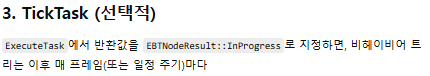 3. TickTask (선택적)
ExecuteTask 에서 반환값을 EBTNodeResult::InProgress 로 지정하면, 비헤이비어 트
리는 이후 매 프레임(또는 일정 주기)마다